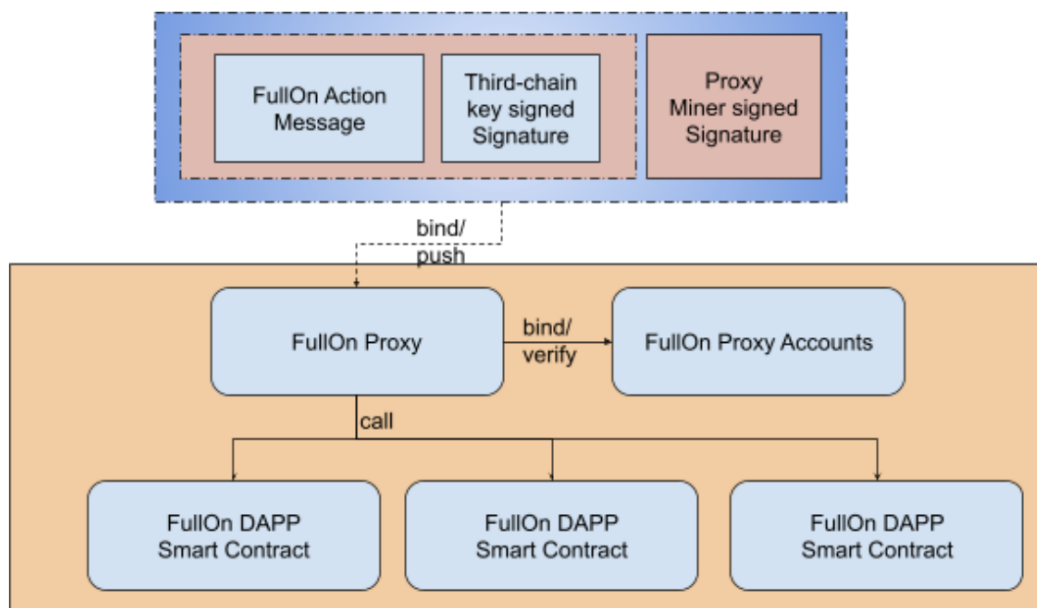 FullOn Action
Message
Third-chain
key signed
Signature
Proxy
Miner signed
Signature
bind/
push
FullOn Proxy
bind/
verify
FullOn Proxy Accounts
call
FullOn DAPP
Smart Contract
FullOn DAPP
Smart Contract
FullOn DAPP
Smart Contract